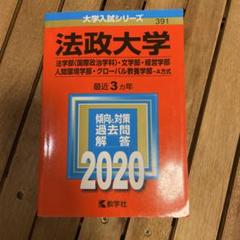 大学入試シリーズ
391
法政大学
法学部〈国際政治学科〉・文学部・経営学部
人間環境学部・グローバル教養学部-A方式
最近3カ年
傾向と対策
過去問
解答
2020
教学社